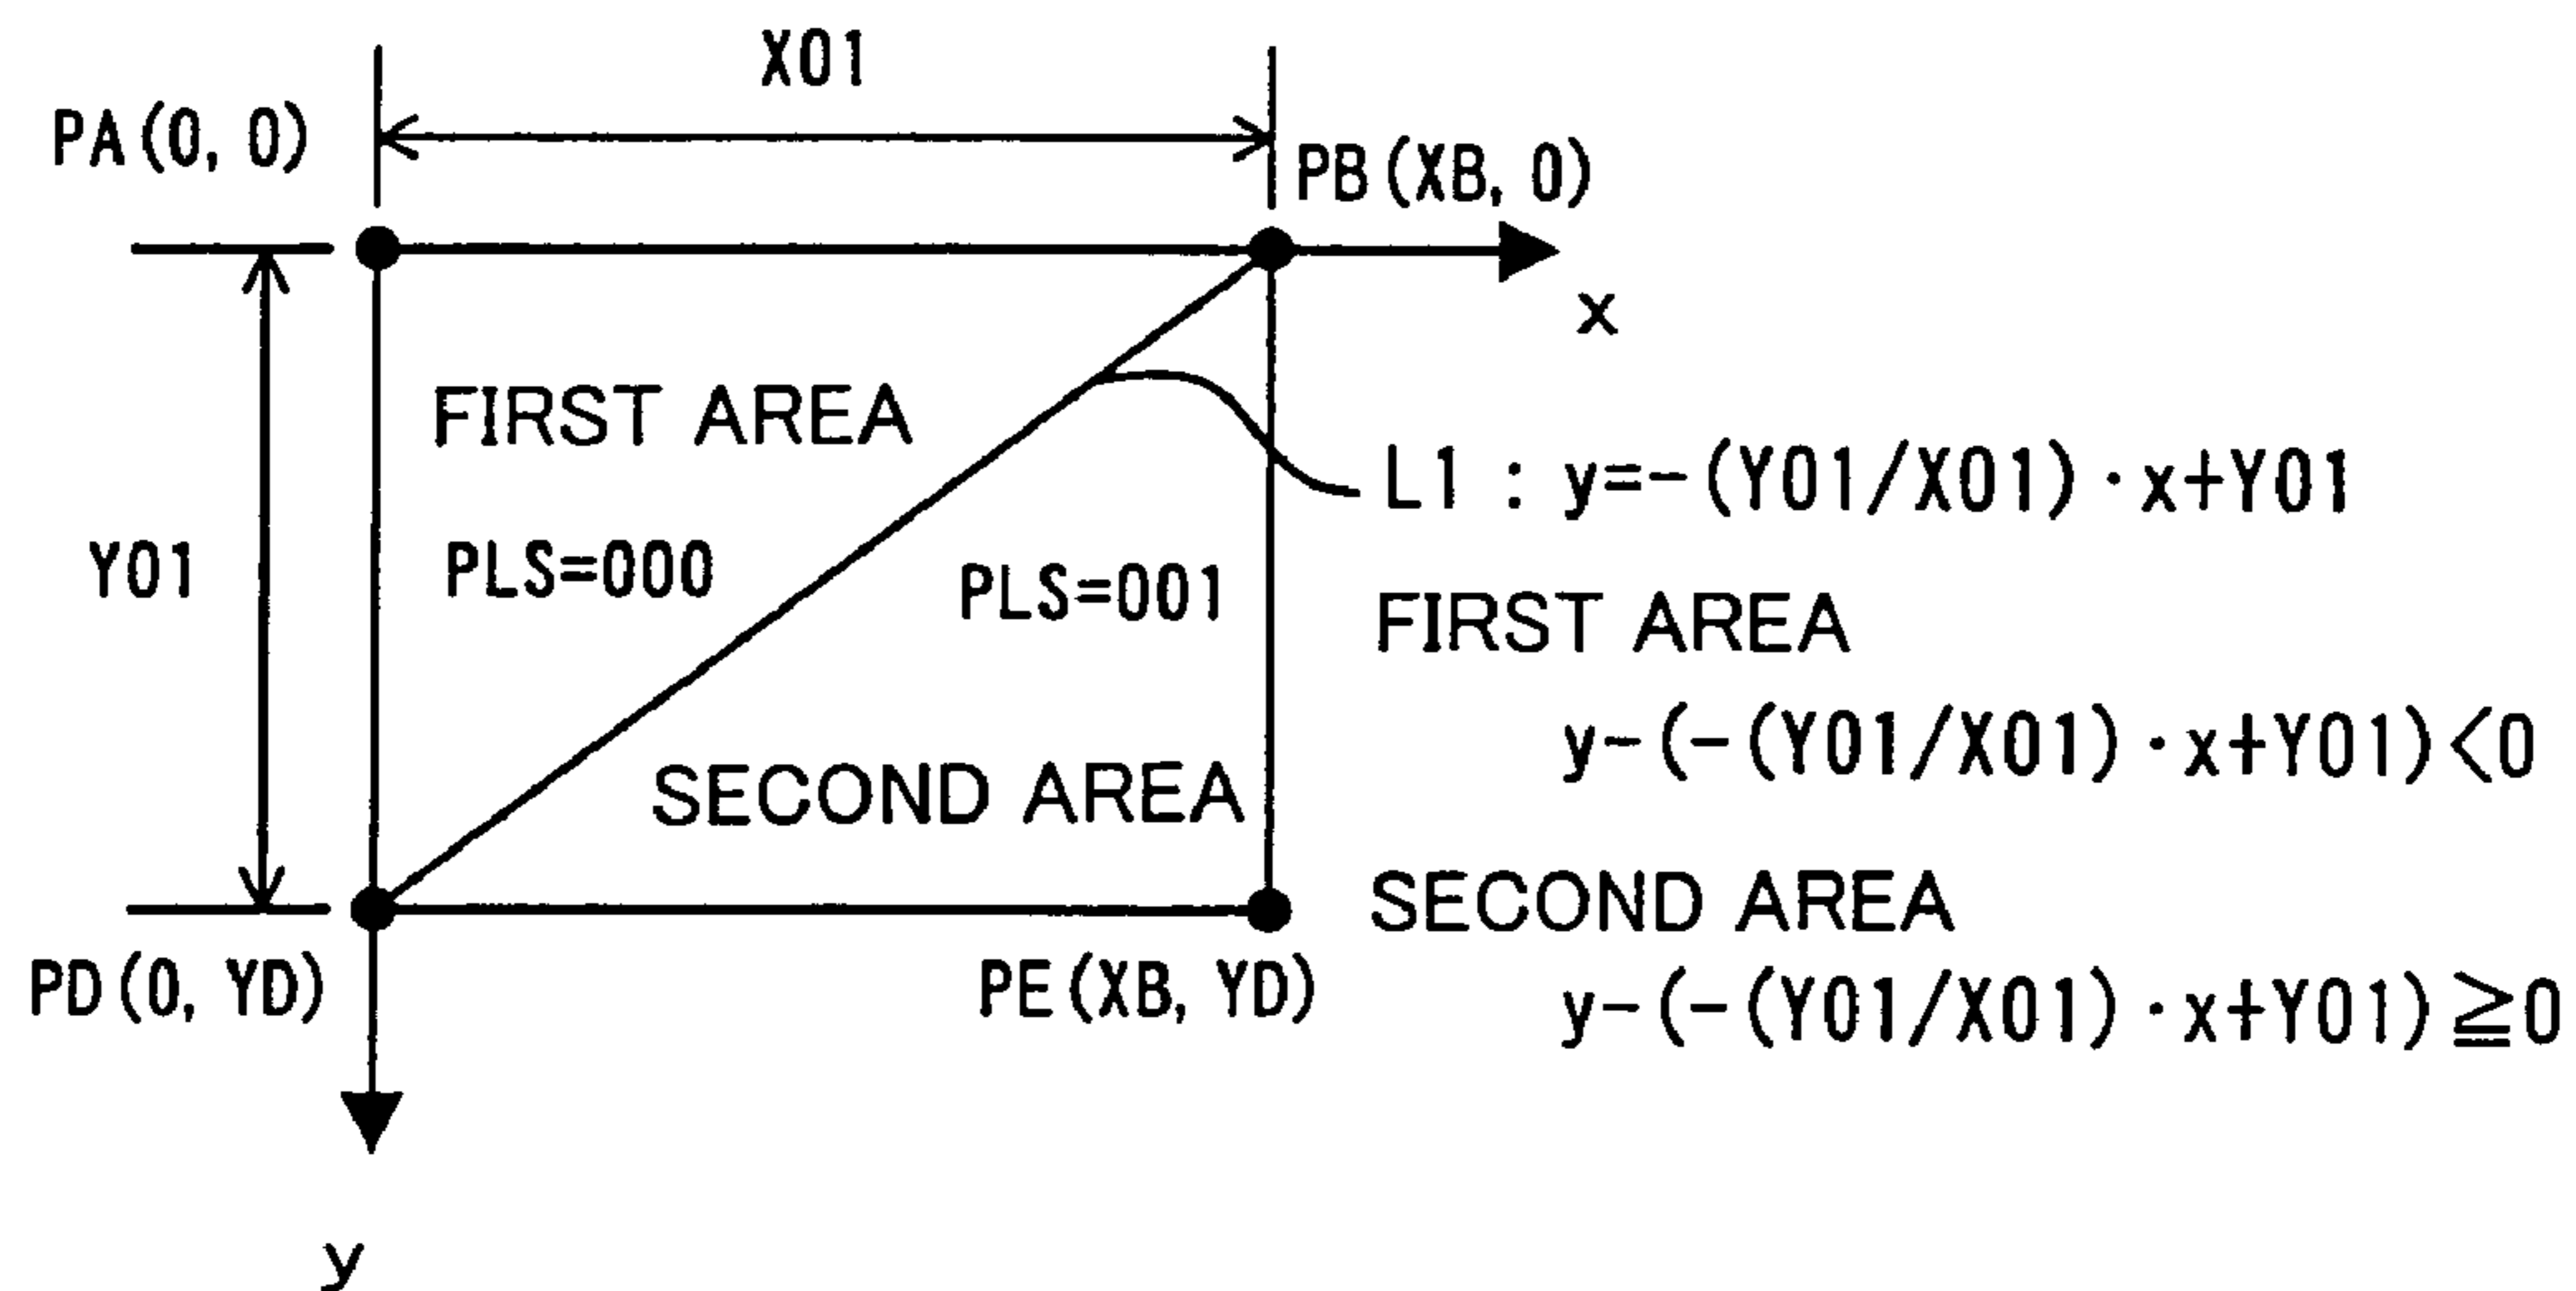 X01
PA(0, 0)
PB(XB, 0)
x
FIRST AREA
L1 : y=-(Y01/X01)·x+Y01
Y01
PLS=000
PLS=001
FIRST AREA
y-(-(Y01/X01)·x+Y01)<0
SECOND AREA
SECOND AREA
PD(0, YD)
PE(XB, YD)
y-(-(Y01/X01)·x+Y01)≧0
y